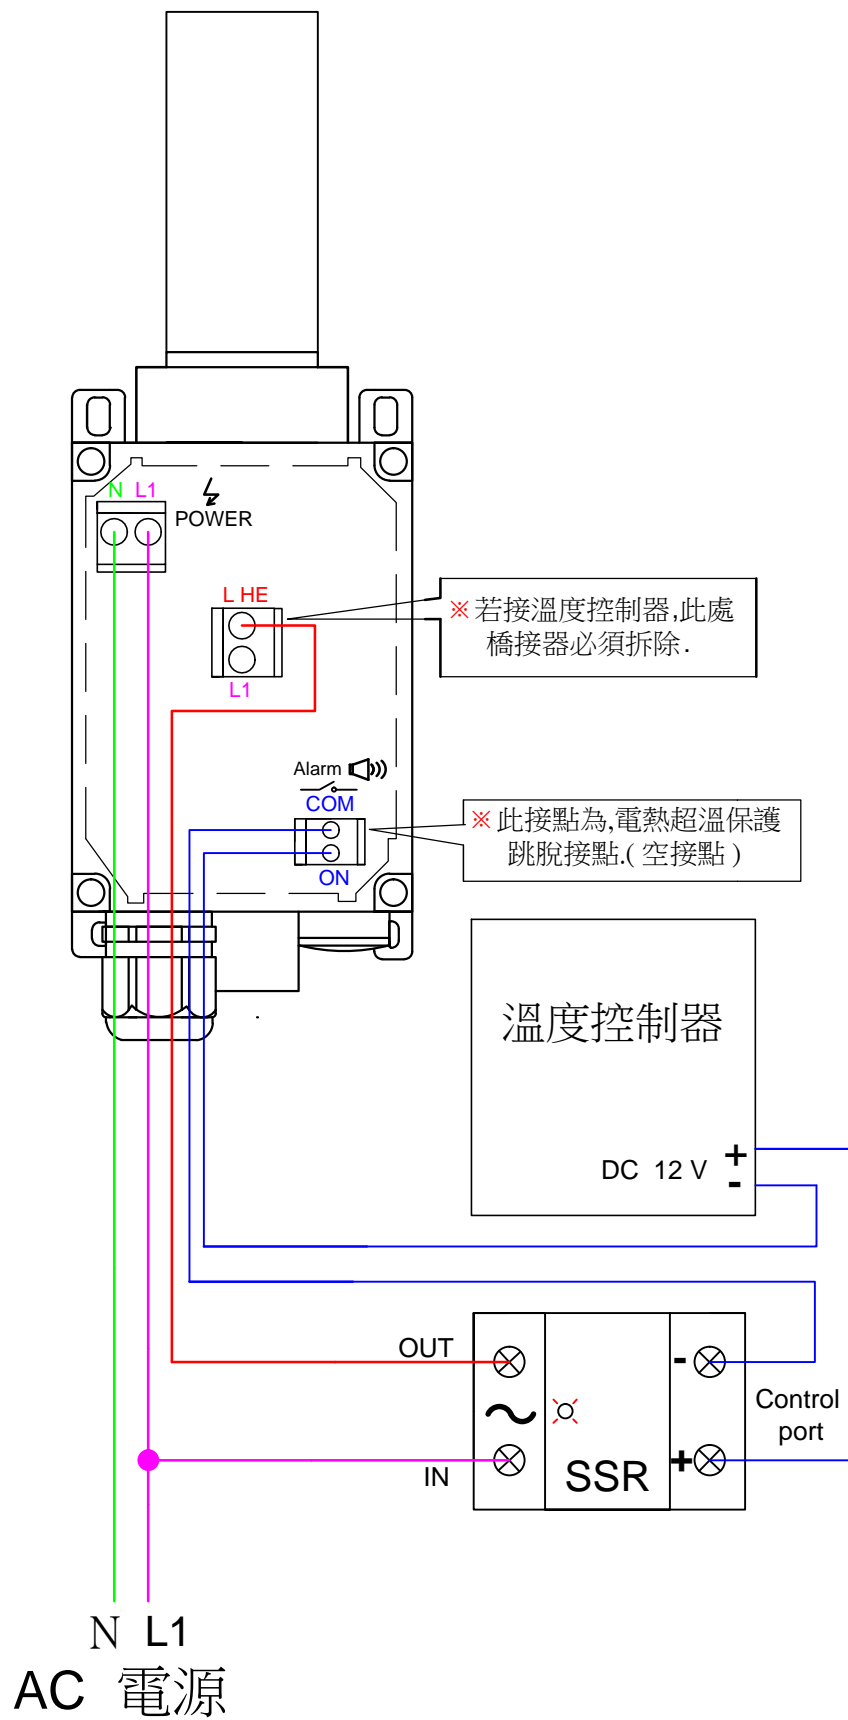 N L1
POWER
L HE
L1
※若接溫度控制器,此處
橋接器必須拆除.
Alarm
COM
ON
※此接點為,電熱超溫保護
跳脫接點.(空接點)
溫度控制器
DC 12 V + -
OUT
IN
SSR
-
+
Control
port
N L1
AC 電源